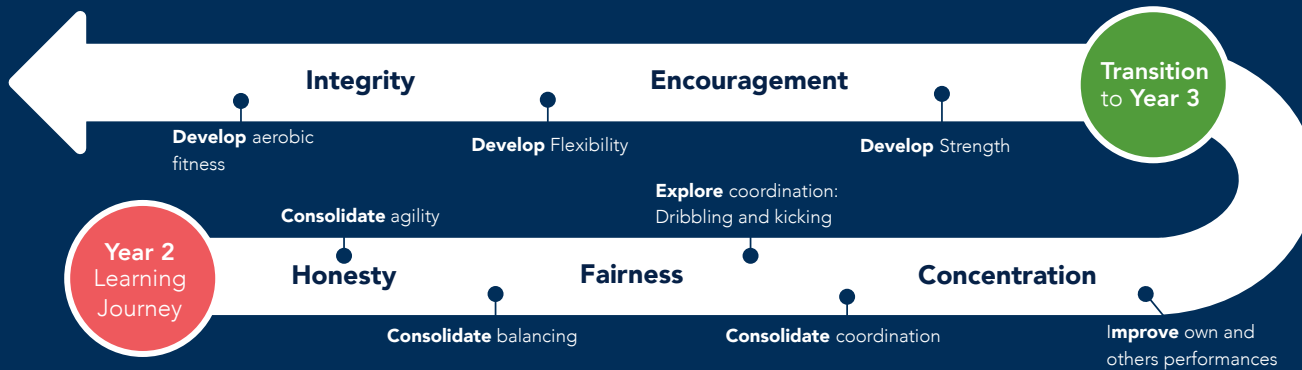 Integrity
Encouragement
Transition
to Year 3
Develop aerobic
fitness
Develop Flexibility
Develop Strength
Explore coordination:
Dribbling and kicking
Consolidate agility
Year 2
Learning
Journey
Honesty
Fairness
Concentration
Consolidate balancing
Consolidate coordination
Improve own and
others performances